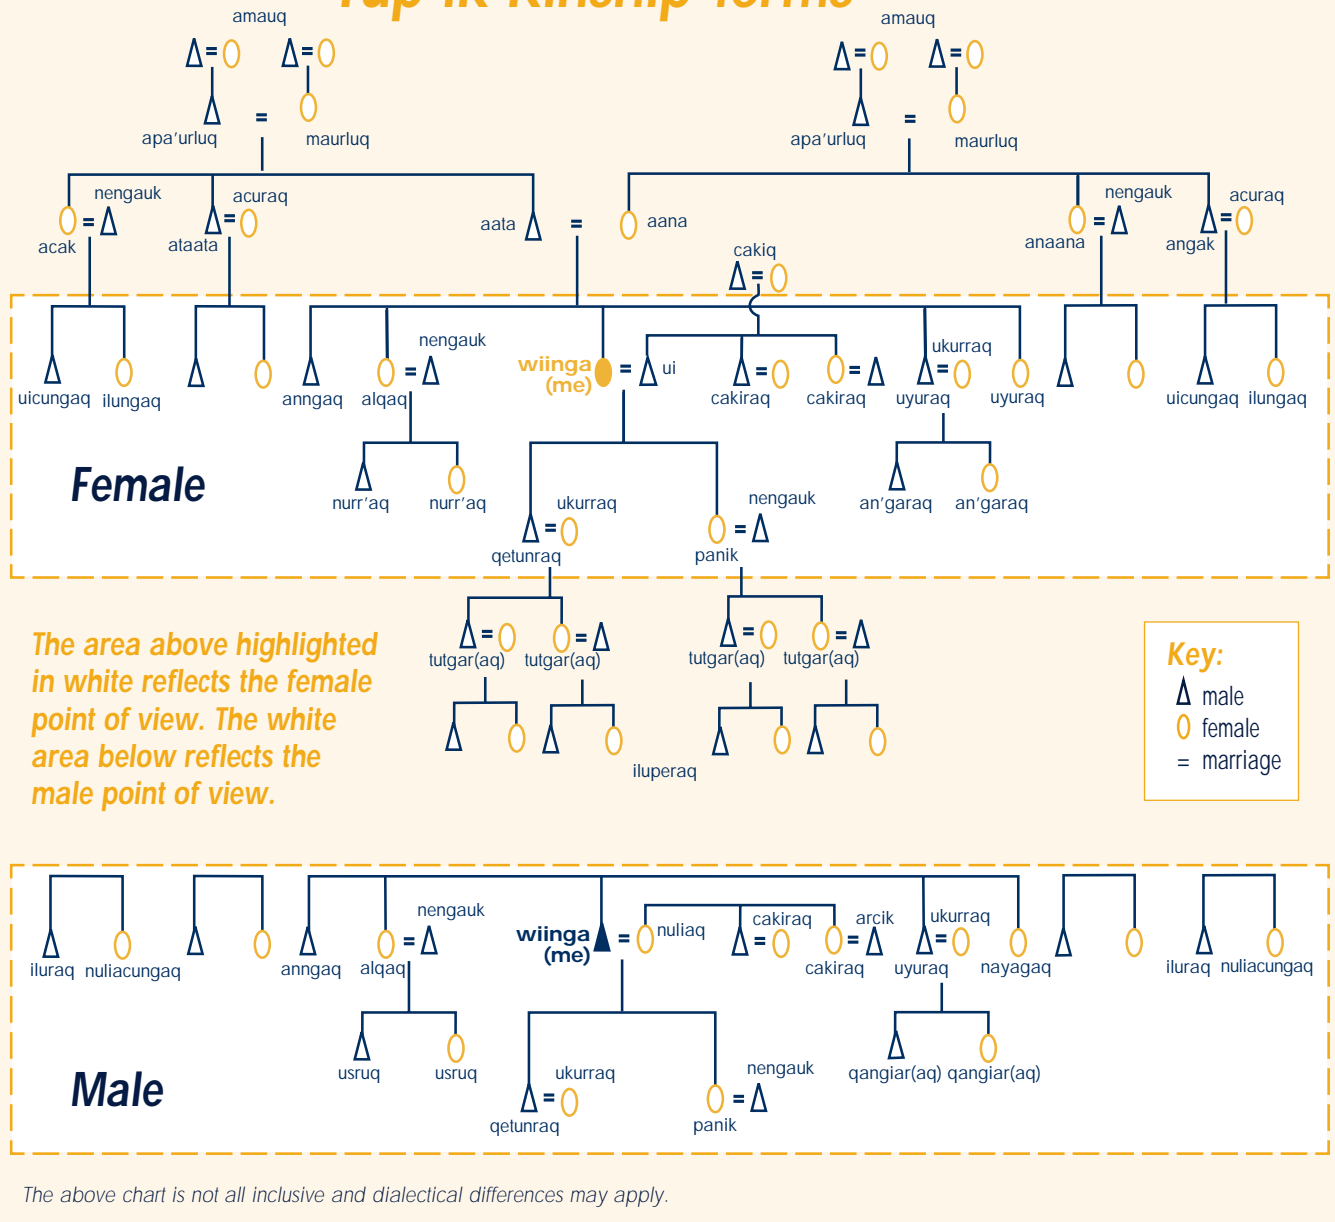 Kinship Terms
amauq
amauq
apa'urluq
maurluq
apa'urluq
maurluq
nengauk
acuraq
nengauk
acuraq
acak
ataata
aata
=
aana
anaana
angak
cakiq
nengauk
ukurraq
wiinga
(me)
=
ui
uicungaq
ilungaq
anngaq
alqaq
cakiraq
cakiraq
uyuraq
uyuraq
uicungaq
ilungaq
Female
nurr'aq
nurr'aq
an'garaq
an'garaq
ukurraq
nengauk
qetunraq
panik
The area above highlighted
in white reflects the female
point of view. The white
area below reflects the
male point of view.
tutgar(aq)
tutgar(aq)
tutgar(aq)
tutgar(aq)
iluperaq
Key:
male
female
= marriage
nengauk
cakiraq
arcik
ukurraq
wiinga
(me)
=
nuliaq
iluraq
nuliacungaq
anngaq
alqaq
cakiraq
uyuraq
nayagaq
iluraq
nuliacungaq
usruq
usruq
qangiar(aq)
qangiar(aq)
Male
ukurraq
nengauk
qetunraq
panik
The above chart is not all inclusive and dialectical differences may apply.